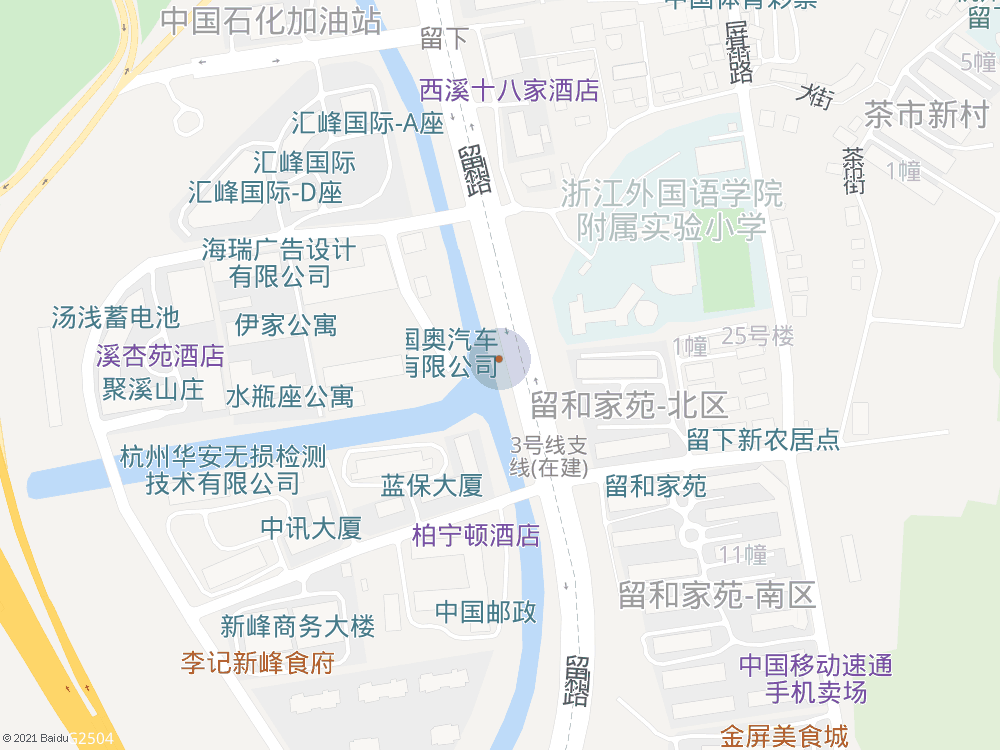 中国石化加油站
留下
中国体育彩票
屏留路
留下
5幢
西溪十八家酒店
大街
茶市新村
汇峰国际-A座
汇峰国际
汇峰国际-D座
留和路
茶市街
1幢
浙江外国语学院
附属实验小学
海瑞广告设计
有限公司
汤浅蓄电池
伊家公寓
国奥汽车
有限公司
25号楼
1幢
溪杏苑酒店
聚溪山庄
水瓶座公寓
留和家苑-北区
3号线支
线(在建)
留下新农居点
杭州华安无损检测
技术有限公司
蓝保大厦
留和家苑
中讯大厦
柏宁顿酒店
11幢
留和家苑-南区
中国邮政
新峰商务大楼
李记新峰食府
留和路
中国移动速通
手机卖场
金屏美食城
© 2021 Baidu
G2504